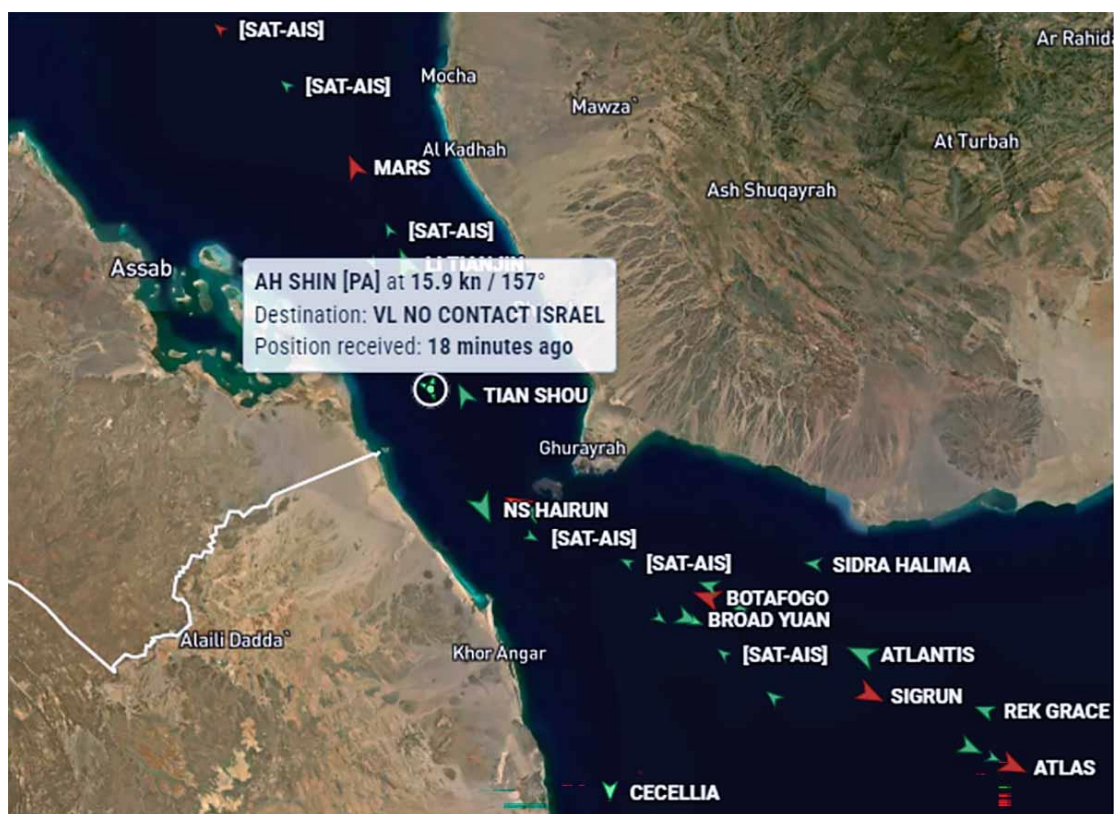 [SAT-AIS]
Ar Rahid
[SAT-AIS]
Mocha
Mawza`
At Turbah
Al Kadhah
MARS
Ash Shuqayrah
[SAT-AIS]
Assab
LI TIANJIN
AH SHIN [PA] at 15.9 kn / 157°
Destination: VL NO CONTACT ISRAEL
Position received: 18 minutes ago
TIAN SHOU
Ghurayrah
NS HAIRUN
[SAT-AIS]
[SAT-AIS]
SIDRA HALIMA
BOTAFOGO
BROAD YUAN
Alaili Dadda`
Khor Angar
[SAT-AIS]
ATLANTIS
SIGRUN
REK GRACE
ATLAS
CECELLIA